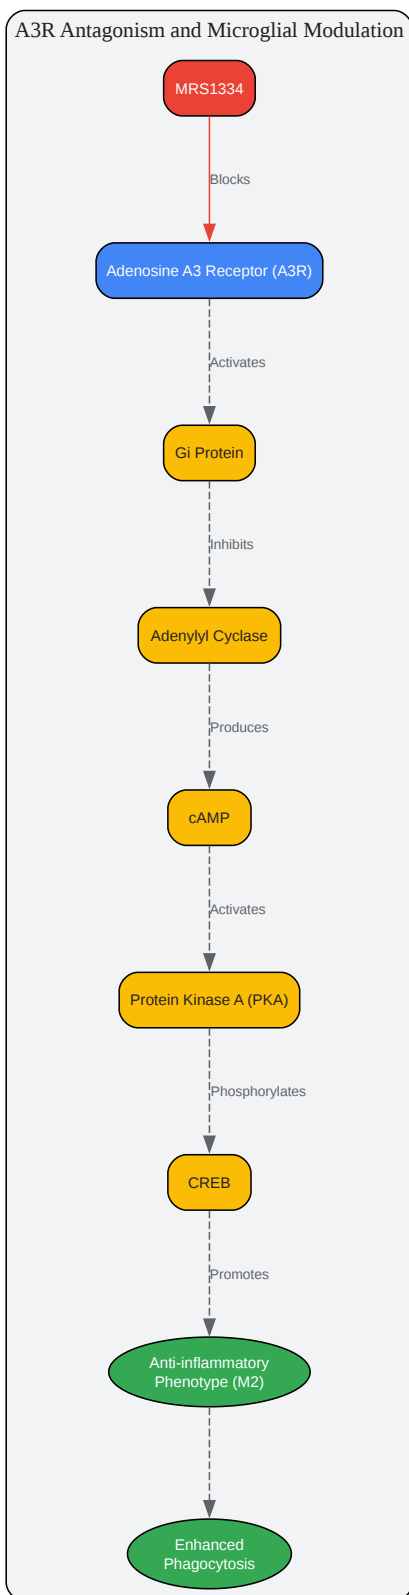 A3R Antagonism and Microglial Modulation
MRS1334
Blocks
Adenosine A3 Receptor (A3R)
Activates
Gi Protein
Inhibits
Adenylyl Cyclase
Produces
cAMP
Activates
Protein Kinase A (PKA)
Phosphorylates
CREB
Promotes
Anti-inflammatory
Phenotype (M2)
Enhanced
Phagocytosis